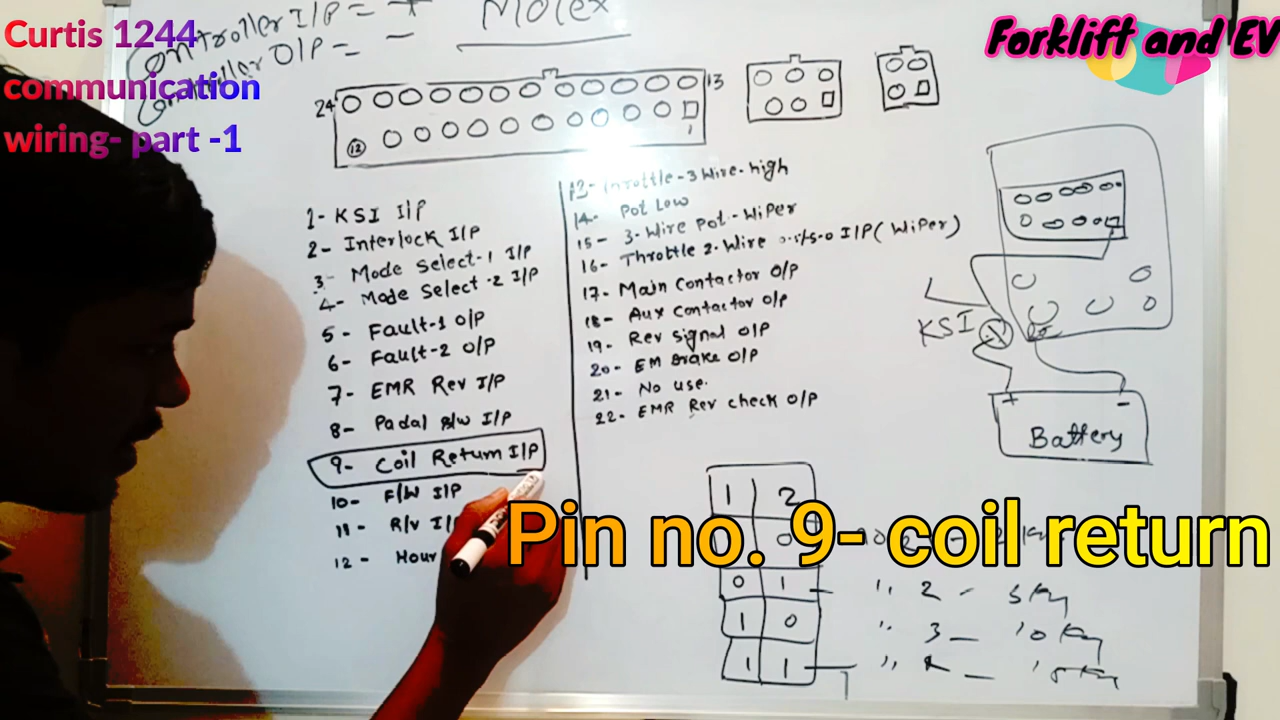 Curtis 1244
communication
wiring- part -1
Forklift and EV
Controller I/P = +
O/P = -
Molex
24
13
12
1
1- KSI I/P
2- Interlock I/P
3- Mode Select-1 I/P
4- Mode Select-2 I/P
5- Fault-1 O/P
6- Fault-2 O/P
7- EMR Rev I/P
8- Padal s/w I/P
9- Coil Return I/P
10- F/W I/P
11- R/V
12- Hour
13- Throttle-3 Wire-high
14- Pot Low
15- 3-Wire Pot-Wiper
16- Throttle 2-Wire I/P (Wiper)
17- Main Contactor O/P
18- Aux Contactor O/P
19- Rev signal O/P
20- EM Brake O/P
21- No use.
22- EMR Rev check O/P
KSI
+ -
Battery
1 2
Pin no. 9- coil return
0 1 " 2 -
1 0 " 3 -
1 1